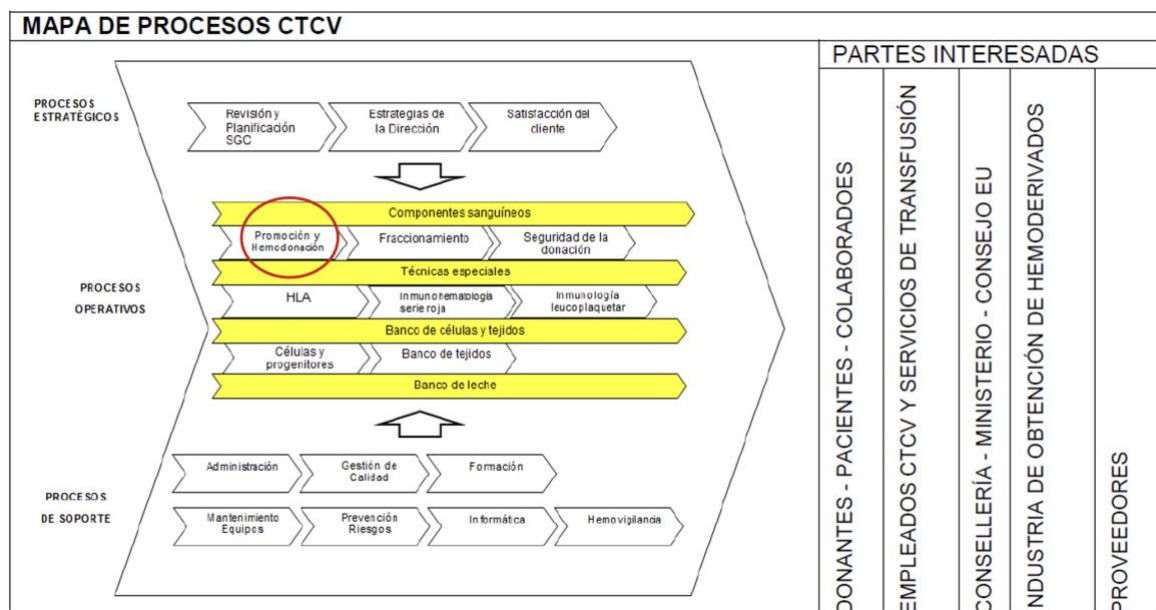 MAPA DE PROCESOS CTCV
PARTES INTERESADAS
PROCESOS
ESTRATÉGICOS
Revisión y
Planificación
SGC
Estrategias de
la Dirección
Satisfacción del
cliente
Componentes sanguíneos
Promoción y
Hemodonación
Fraccionamiento
Seguridad de la
donación
Técnicas especiales
PROCESOS
OPERATIVOS
HLA
Inmunohematología
serie roja
Inmunología
leucoplaquetar
Banco de células y tejidos
Células y
progenitores
Banco de tejidos
Banco de leche
Administración
Gestión de
Calidad
Formación
PROCESOS
DE SOPORTE
Mantenimiento
Equipos
Prevención
Riesgos
Informática
Hemovigilancia
DONANTES - PACIENTES - COLABORADOES
EMPLEADOS CTCV Y SERVICIOS DE TRANSFUSIÓN
CONSELLERÍA - MINISTERIO - CONSEJO EU
NDUSTRIA DE OBTENCIÓN DE HEMODERIVADOS
PROVEEDORES